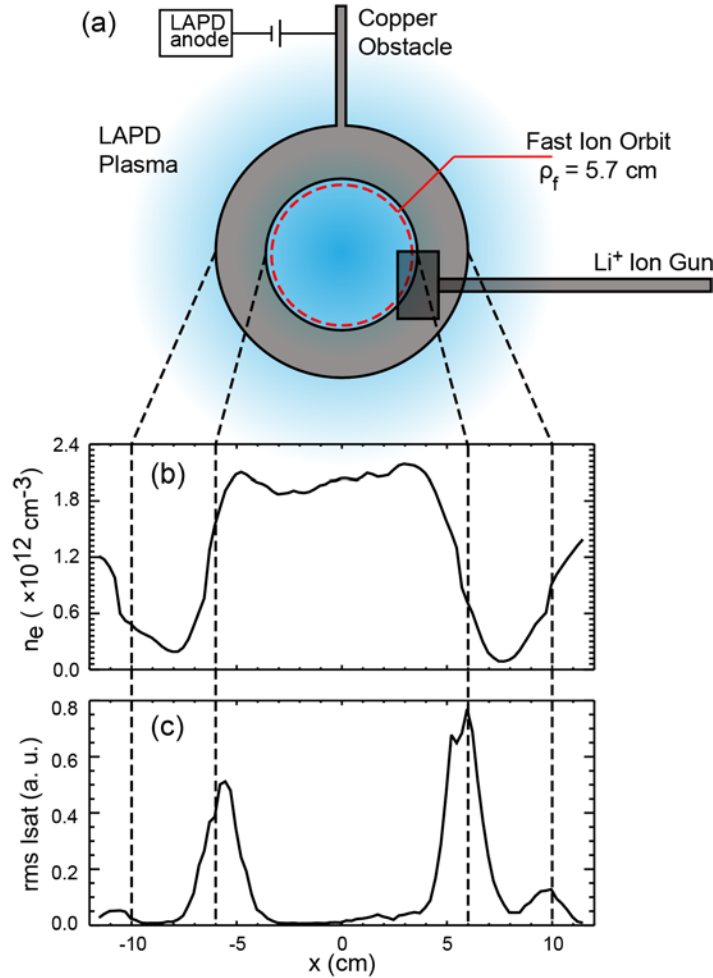 (a)
LAPD
anode
Copper
Obstacle
LAPD
Plasma
Fast Ion Orbit
ρf = 5.7 cm
Li+ Ion Gun
(b)
ne ( ×10^12 cm^-3)
2.4
1.8
1.2
0.6
0.0
(c)
rms Isat (a. u.)
0.8
0.6
0.4
0.2
0.0
-10 -5 0 5 10
x (cm)